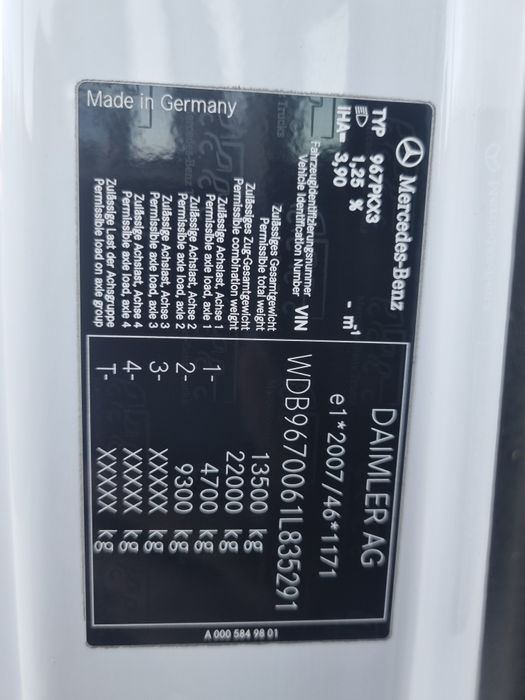 Mercedes-Benz
DAIMLER AG
TYP 967PKX3
1,25 %
IHA= 3,90 - m-1
e1*2007/46*1171
Fahrzeugidentifizierungsnummer
Vehicle Identification Number VIN WDB9670061L835291
Zulässiges Gesamtgewicht
Permissible total weight 13500 kg
Zulässiges Zug-Gesamtgewicht
Permissible combination weight 22000 kg
Zulässige Achslast, Achse 1
Permissible axle load, axle 1 1- 4700 kg
Zulässige Achslast, Achse 2
Permissible axle load, axle 2 2- 9300 kg
Zulässige Achslast, Achse 3
Permissible axle load, axle 3 3- XXXXX kg
Zulässige Achslast, Achse 4
Permissible axle load, axle 4 4- XXXXX kg
Zulässige Last der Achsgruppe
Permissible load on axle group T- XXXXX kg
Made in Germany
A 000 584 98 01